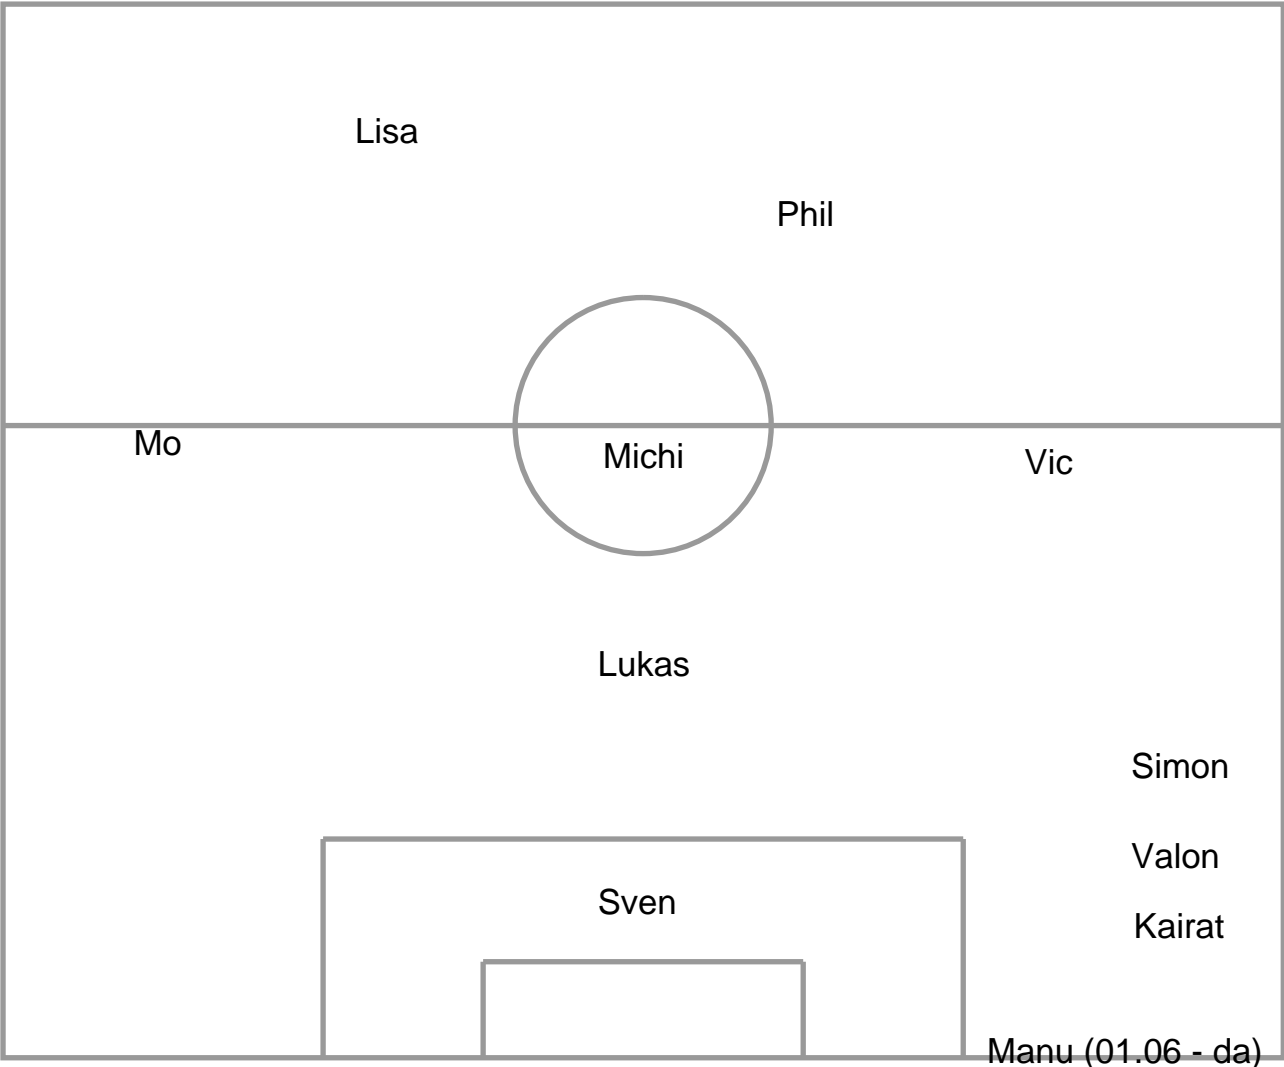 Lisa
Phil
Mo
Michi
Vic
Lukas
Simon
Valon
Sven
Kairat
Manu (01.06 - da)